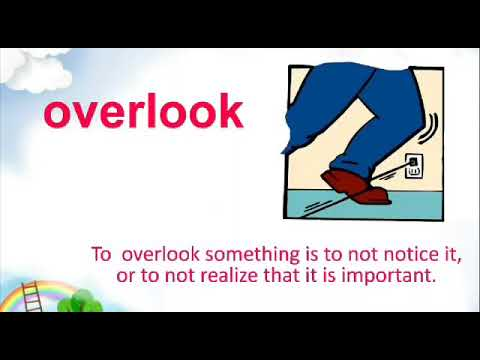 overlook
To overlook something is to not notice it,
or to not realize that it is important.